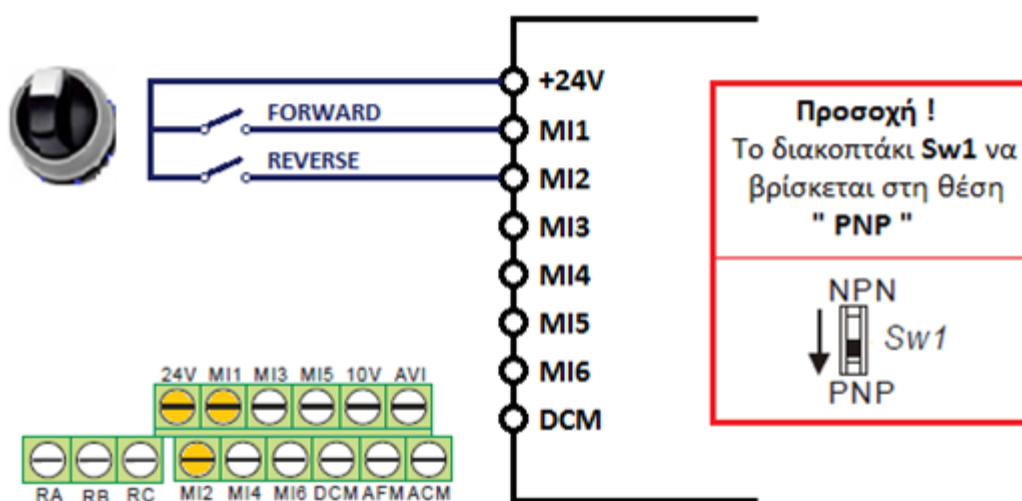 +24V
FORWARD
MI1
REVERSE
MI2
MI3
MI4
MI5
MI6
DCM
Προσοχή !
Το διακοπτάκι Sw1 να
βρίσκεται στη θέση
" PNP "
NPN
Sw1
PNP
24V MI1 MI3 MI5 10V AVI
RA RB RC MI2 MI4 MI6 DCM AFM ACM